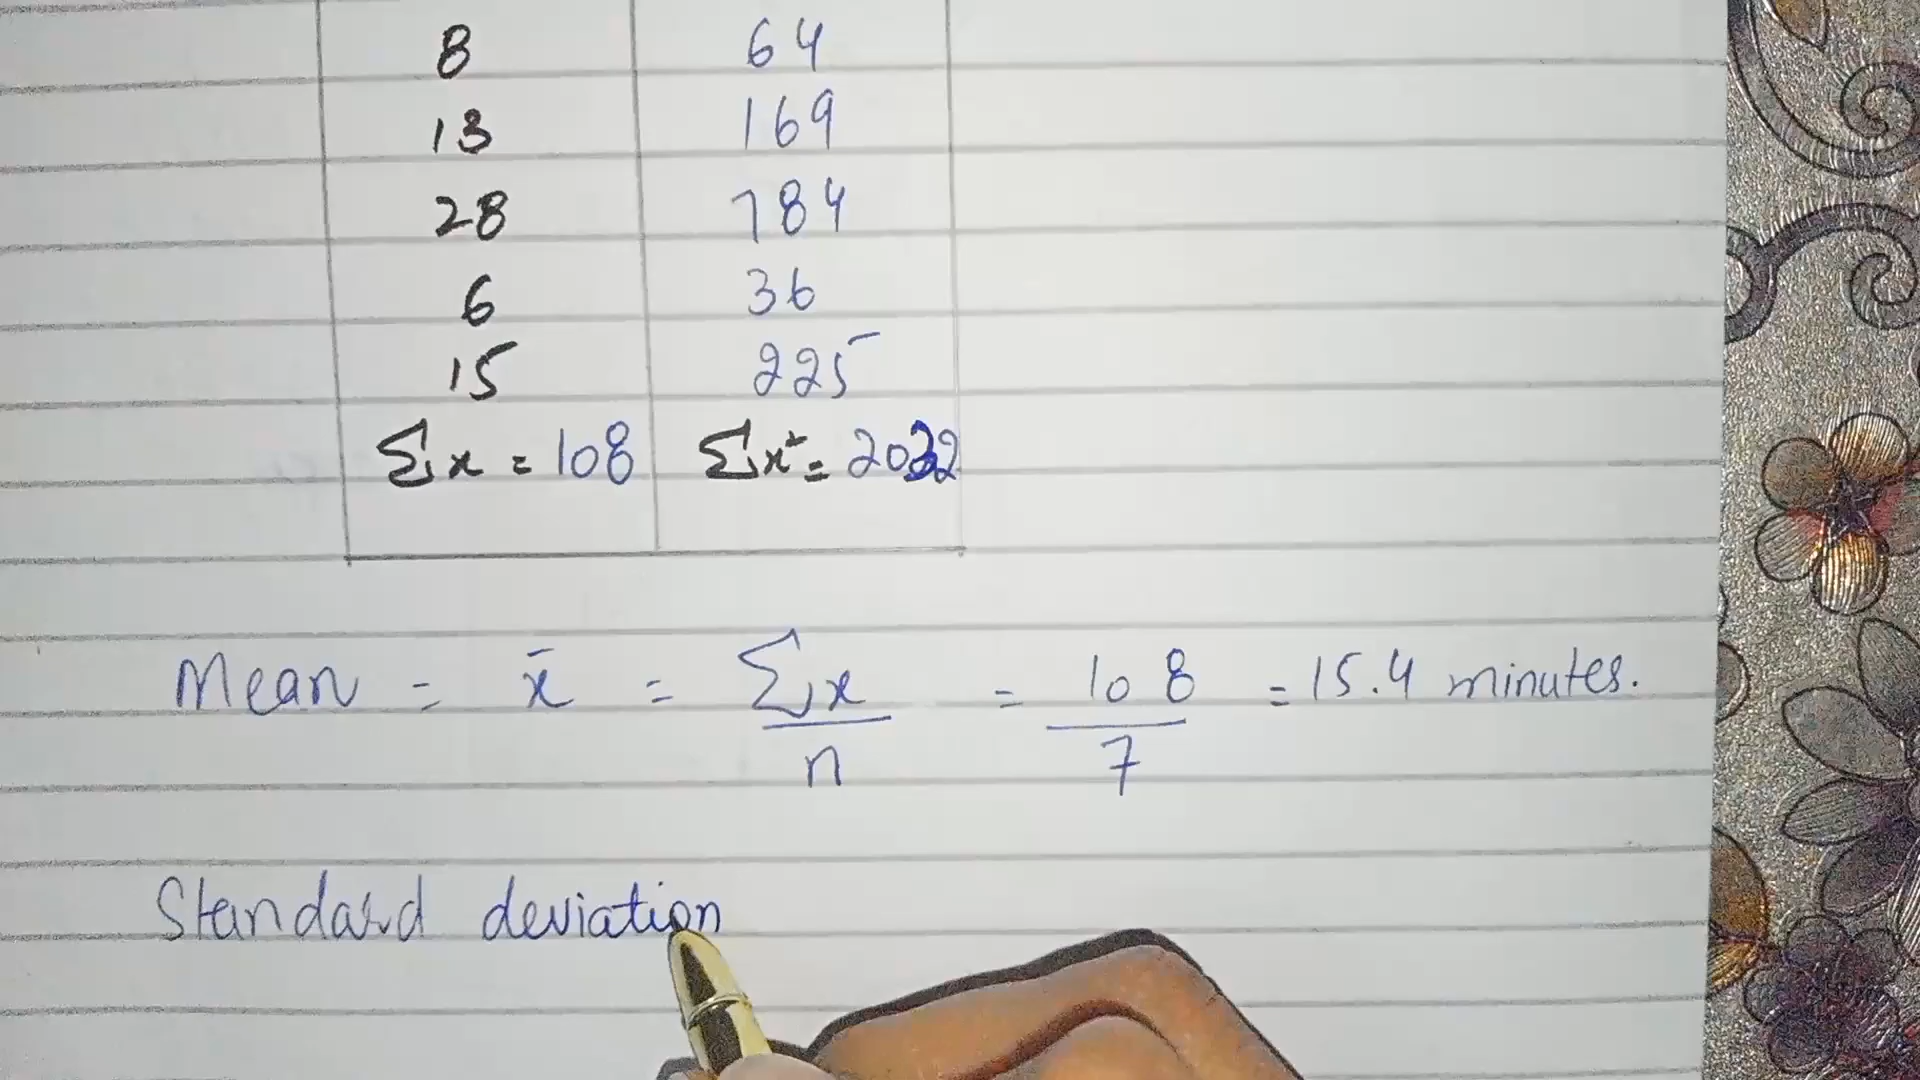 8 64
13 169
28 784
6 36
15 225
Σx = 108 Σx² = 2022
Mean = x̄ = Σx / n = 108 / 7 = 15.4 minutes.
Standard deviation